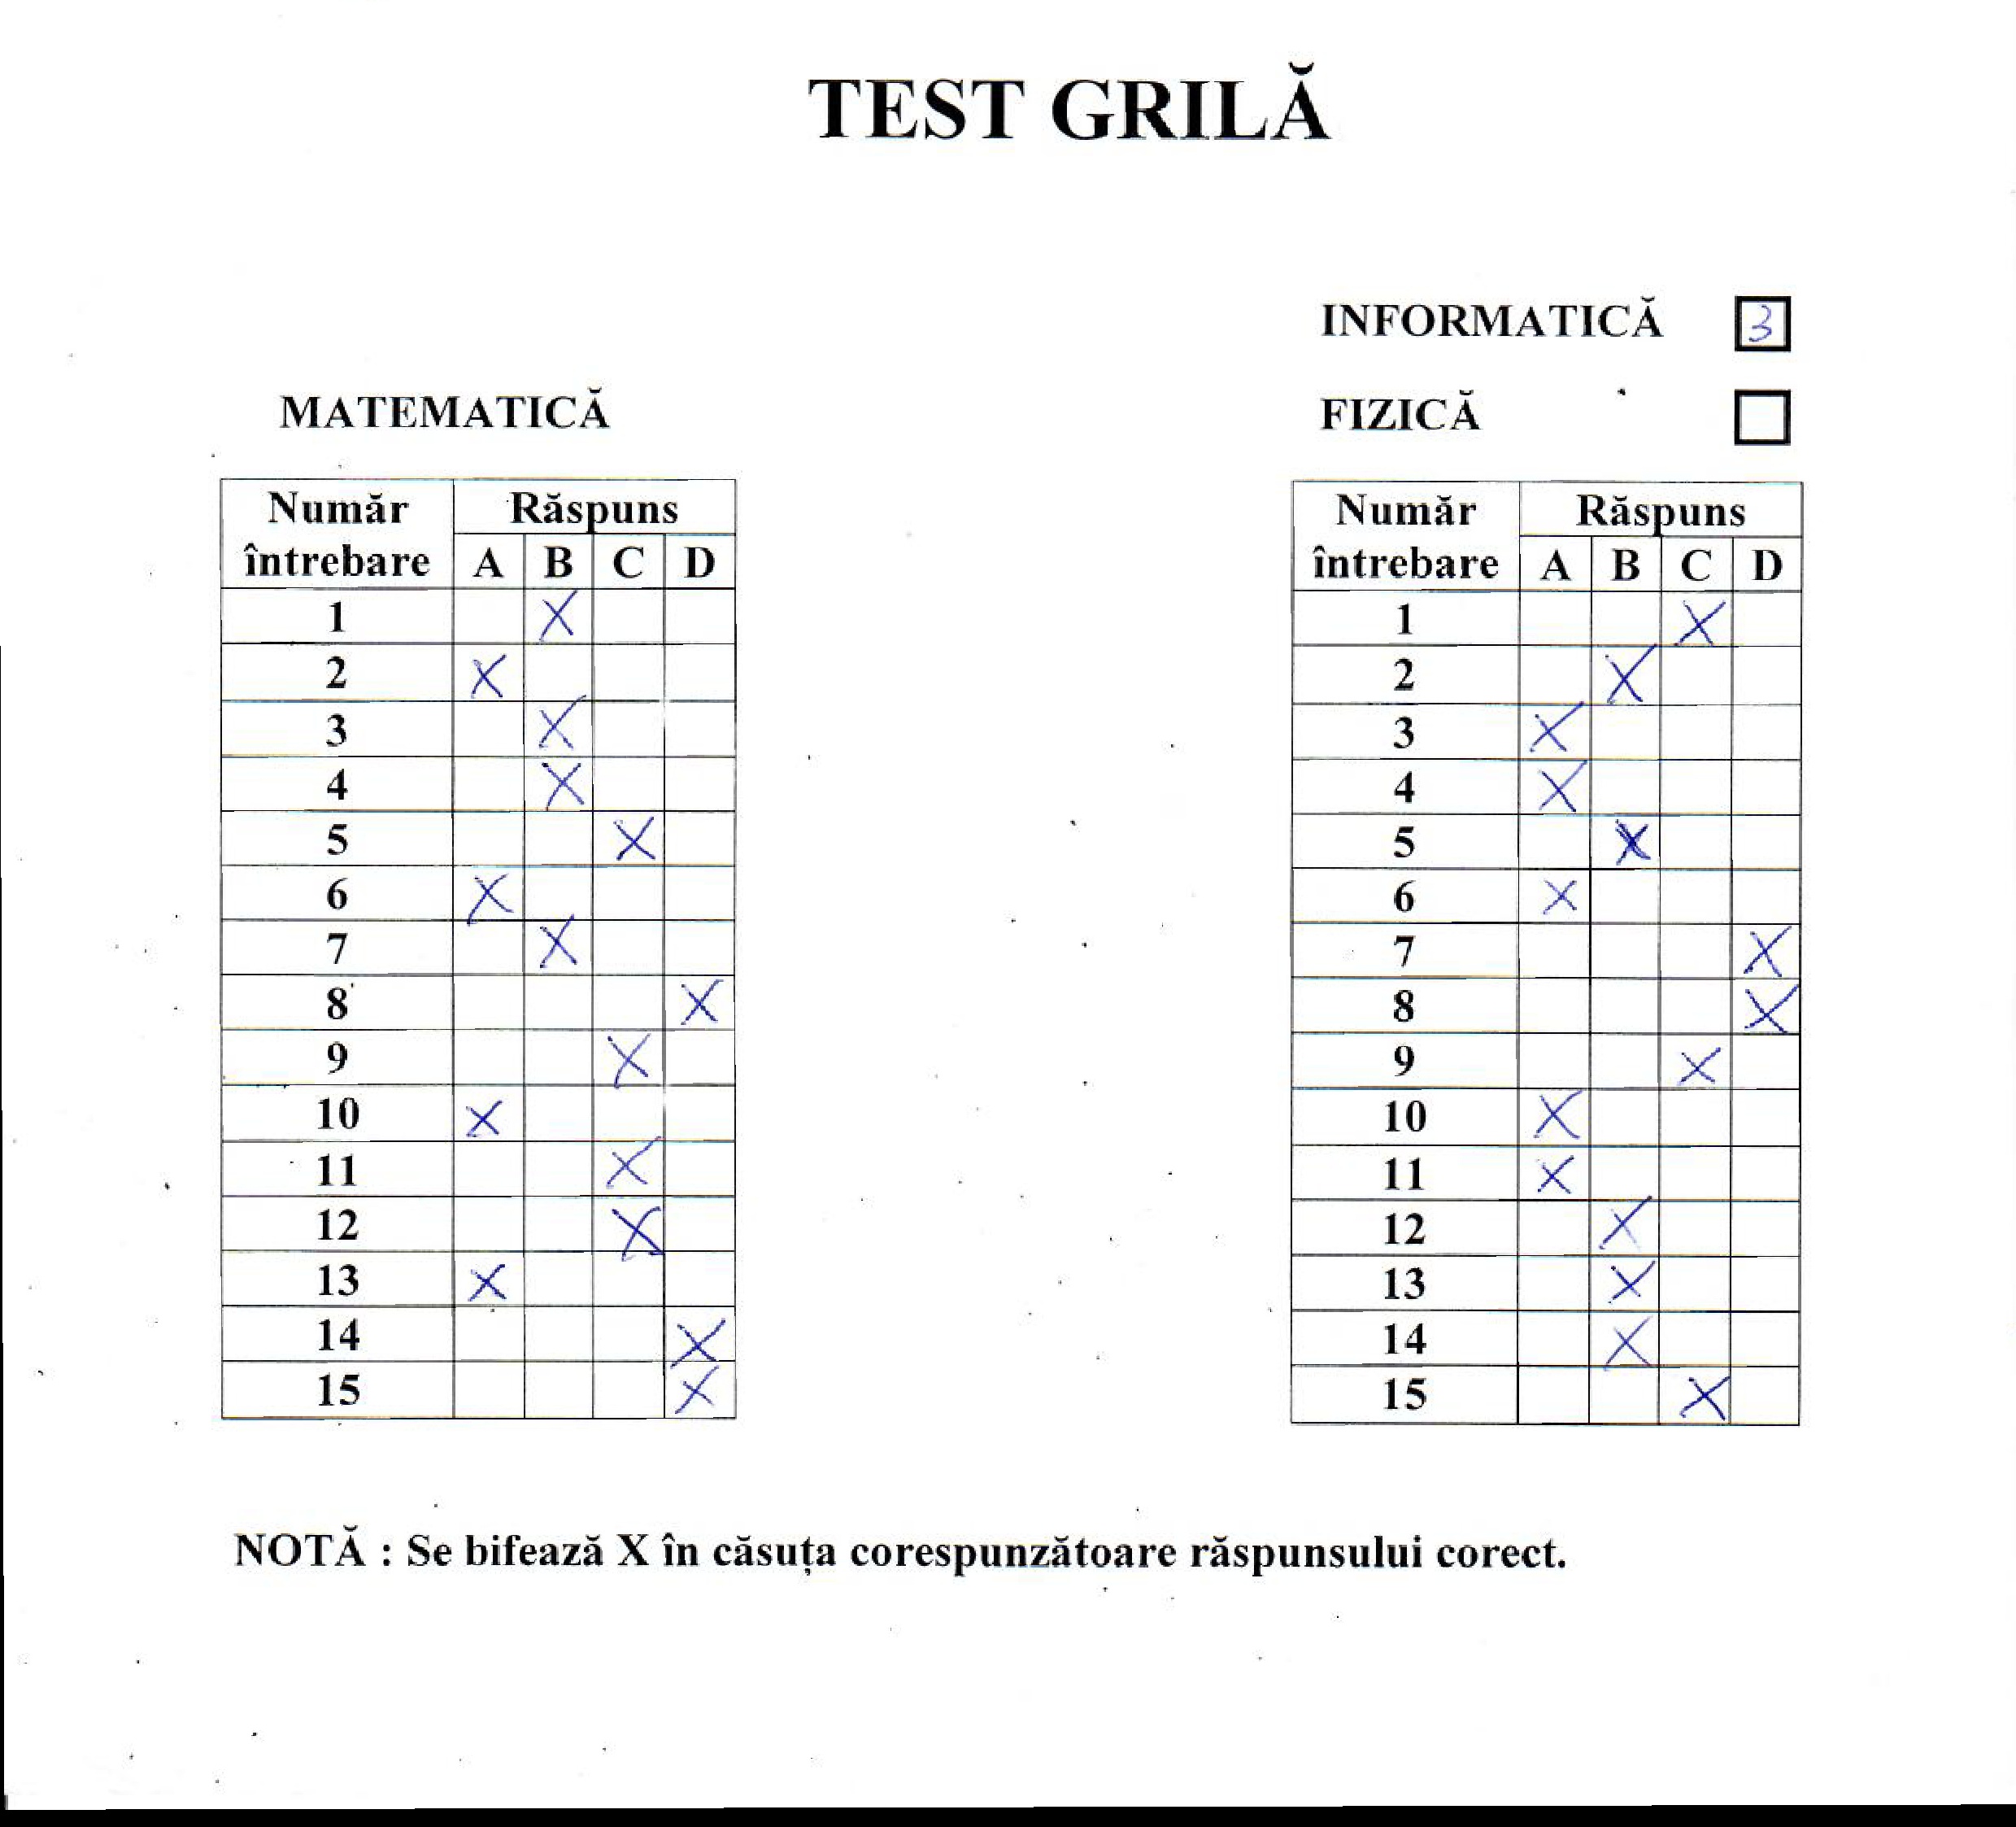 TEST GRILĂ
INFORMATICĂ 3
FIZICĂ
MATEMATICĂ
Număr întrebare Răspuns
A B C D
1 X
2 X
3 X
4 X
5 X
6 X
7 X
8 X
9 X
10 X
11 X
12 X
13 X
14 X
15 X
Număr întrebare Răspuns
A B C D
1 X
2 X
3 X
4 X
5 X
6 X
7 X
8 X
9 X
10 X
11 X
12 X
13 X
14 X
15 X
NOTĂ : Se bifează X în căsuța corespunzătoare răspunsului corect.